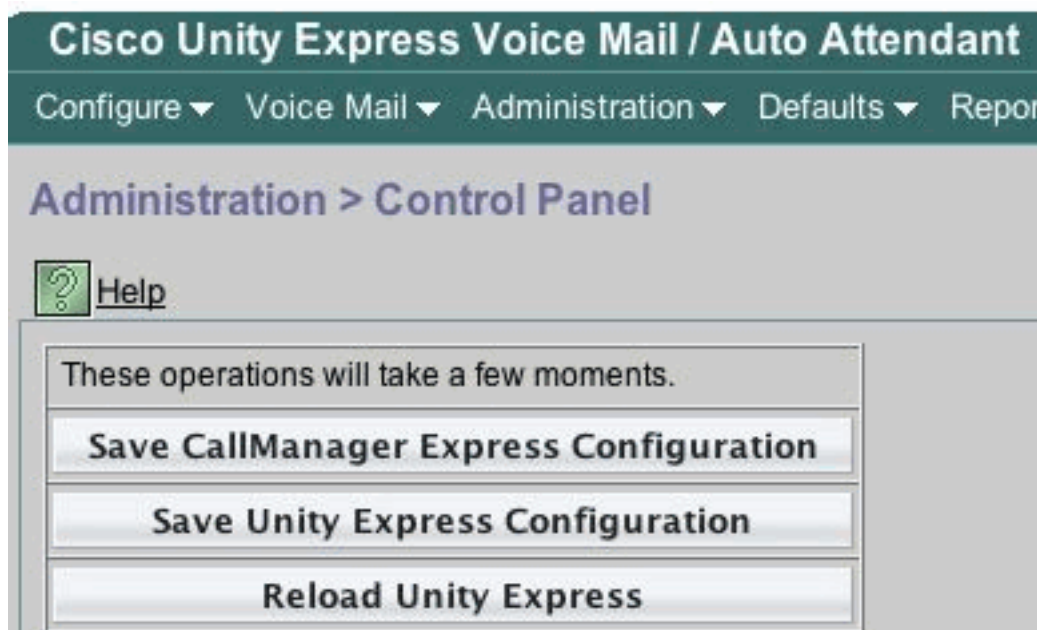 Cisco Unity Express Voice Mail / Auto Attendant
Configure Voice Mail Administration Defaults Repor
Administration > Control Panel
? Help
These operations will take a few moments.
Save CallManager Express Configuration
Save Unity Express Configuration
Reload Unity Express